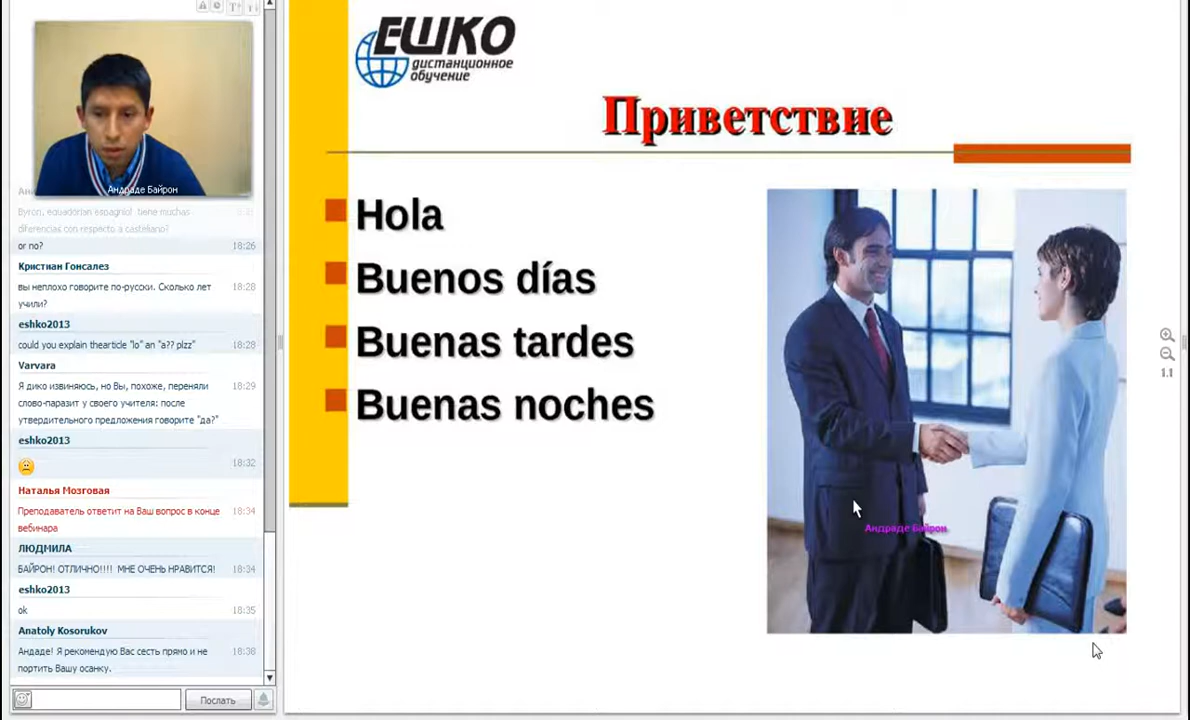 Андраде Байрон
Byron, equadorian espagniol tiene muchas
diferencias con respecto a castellano?
or no?
18:26
Кристиан Гонсалез
вы неплохо говорите по-русски. Сколько лет
учили?
18:28
eshko2013
could you explain thearticle "lo" an "a?? plzz"
18:28
Varvara
Я дико извиняюсь, но Вы, похоже, переняли
слово-паразит у своего учителя: после
утвердительного предложения говорите "да?"
18:29
eshko2013
18:32
Наталья Мозговая
Преподаватель ответит на Ваш вопрос в конце
вебинара
18:34
ЛЮДМИЛА
БАЙРОН! ОТЛИЧНО!!!! МНЕ ОЧЕНЬ НРАВИТСЯ!
18:34
eshko2013
ok
18:35
Anatoly Kosorukov
Андаде! Я рекомендую Вас сесть прямо и не
портить Вашу осанку.
18:38
Послать
ЕШКО
дистанционное
обучение
Приветствие
Hola
Buenos días
Buenas tardes
Buenas noches
Андраде Байрон
1.1